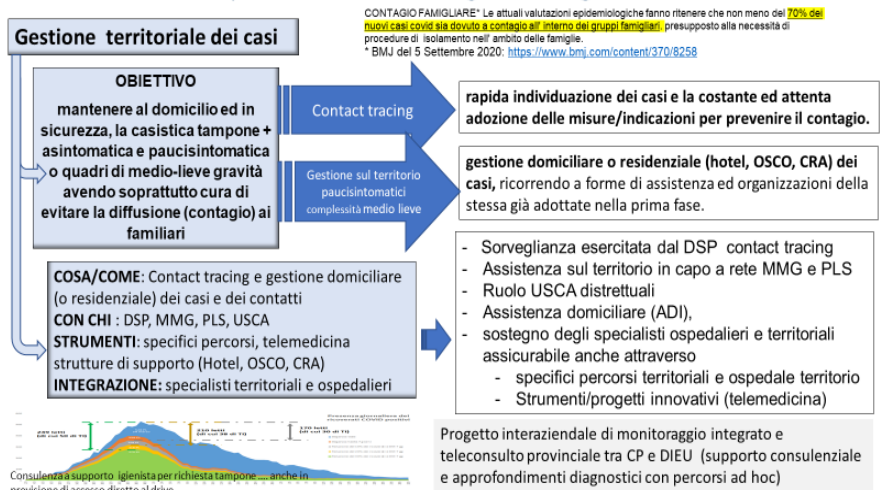 CONTAGIO FAMIGLIARE* Le attuali valutazioni epidemiologiche fanno ritenere che non meno del 70% dei
nuovi casi covid sia dovuto a contagio all' interno dei gruppi famigliari, presupposto alla necessità di
procedure di isolamento nell' ambito delle famiglie.
* BMJ del 5 Settembre 2020: https://www.bmj.com/content/370/8258
Gestione territoriale dei casi
OBIETTIVO
mantenere al domicilio ed in
sicurezza, la casistica tampone +
asintomatica e paucisintomatica
o quadri di medio-lieve gravità
avendo soprattutto cura di
evitare la diffusione (contagio) ai
familiari
Contact tracing
rapida individuazione dei casi e la costante ed attenta
adozione delle misure/indicazioni per prevenire il contagio.
Gestione sul territorio
paucisintomatici
complessità medio lieve
gestione domiciliare o residenziale (hotel, OSCO, CRA) dei
casi, ricorrendo a forme di assistenza ed organizzazioni della
stessa già adottate nella prima fase.
COSA/COME: Contact tracing e gestione domiciliare
(o residenziale) dei casi e dei contatti
CON CHI : DSP, MMG, PLS, USCA
STRUMENTI: specifici percorsi, telemedicina
strutture di supporto (Hotel, OSCO, CRA)
INTEGRAZIONE: specialisti territoriali e ospedalieri
- Sorveglianza esercitata dal DSP contact tracing
- Assistenza sul territorio in capo a rete MMG e PLS
- Ruolo USCA distrettuali
- Assistenza domiciliare (ADI),
- sostegno degli specialisti ospedalieri e territoriali
assicurabile anche attraverso
- specifici percorsi territoriali e ospedale territorio
- Strumenti/progetti innovativi (telemedicina)
Consulenza a supporto igienista per richiesta tampone .... anche in
previsione di accesso diretto al drive
Progetto interaziendale di monitoraggio integrato e
teleconsulto provinciale tra CP e DIEU (supporto consulenziale
e approfondimenti diagnostici con percorsi ad hoc)